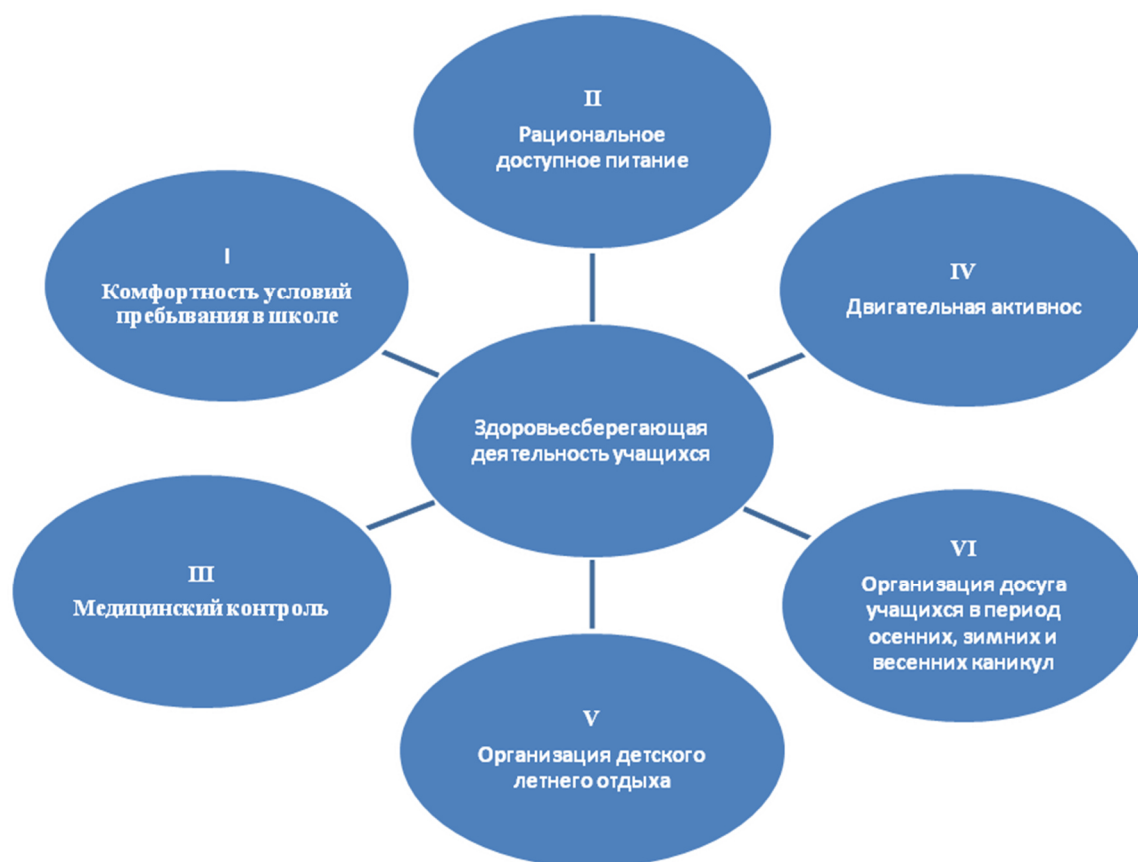 II
Рациональное
доступное питание
I
Комфортность условий
пребывания в школе
IV
Двигательная активнос
Здоровьесберегающая
деятельность учащихся
III
Медицинский контроль
VI
Организация досуга
учащихся в период
осенних, зимних и
весенних каникул
V
Организация детского
летнего отдыха